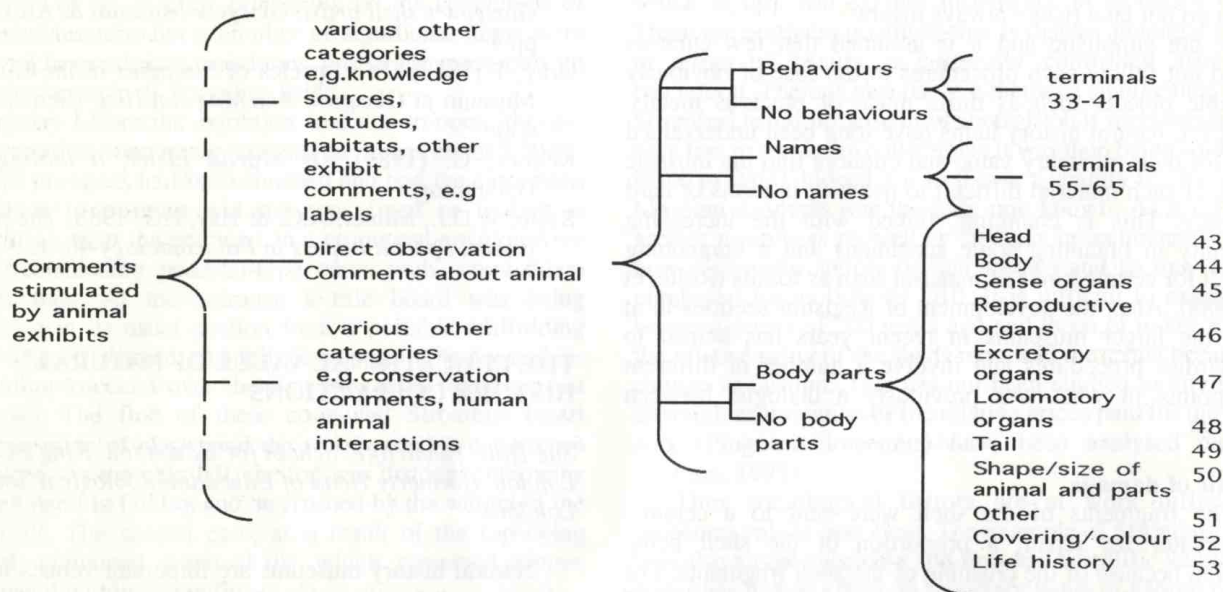 Comments
stimulated
by animal
exhibits
various other
categories
e.g.knowledge
sources,
attitudes,
habitats, other
exhibit
components, eg
labels
Direct observation
Comments about animal
various other
categories
e.g. orientation
comments, human
animal
interactions
Behaviours
No behaviours
terminals
33-41
Names
No names
terminals
55-65
Body parts
No body
parts
Head 43
Body 44
Sense organs 45
Reproductive
organs 46
Excretory
organs 47
Locomotory
organs 48
Tail 49
Shape/size of
animal and parts 50
Other 51
Covering/colour 52
Life history 53